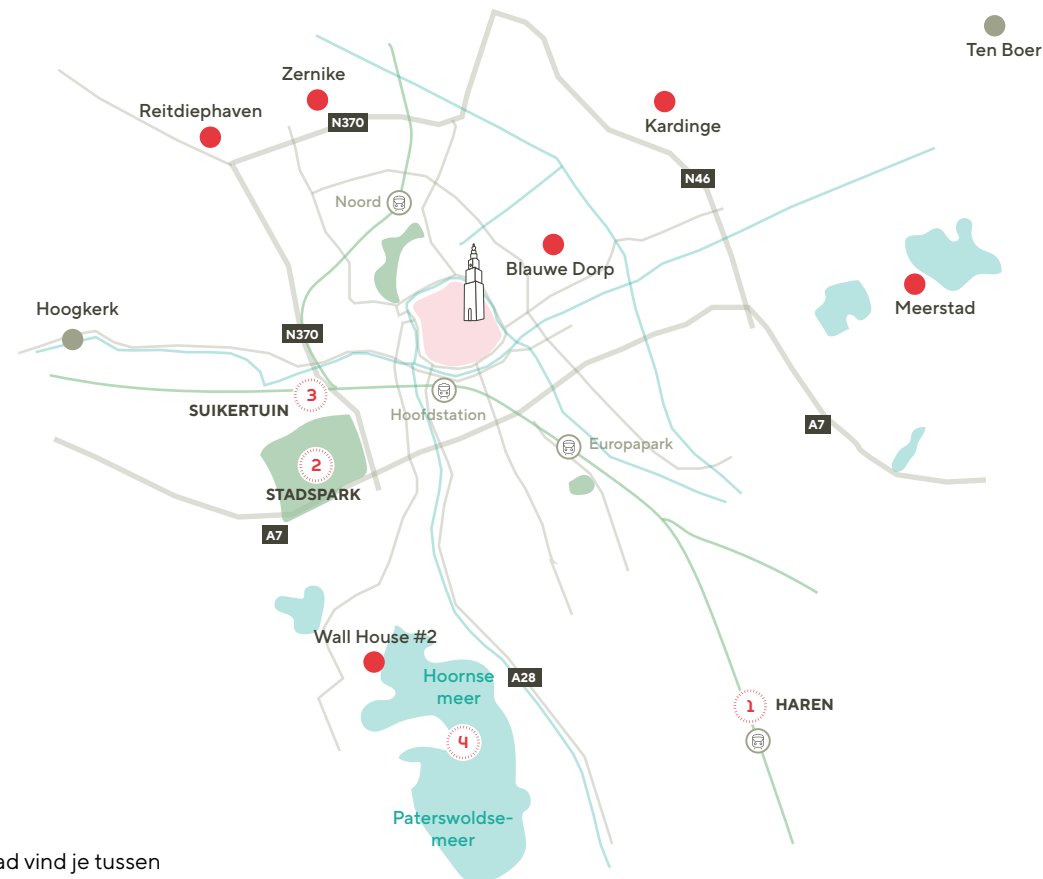 Ten Boer
Zernike
Reitdiephaven
N370
Kardinge
N46
Noord
Blauwe Dorp
Meerstad
Hoogkerk
N370
3
SUIKERTUIN
Hoofdstation
A7
Europapark
2
STADSPARK
A7
Wall House #2
Hoornse
meer
A28
1
HAREN
4
Paterswoldse-
meer
ad vind je tussen